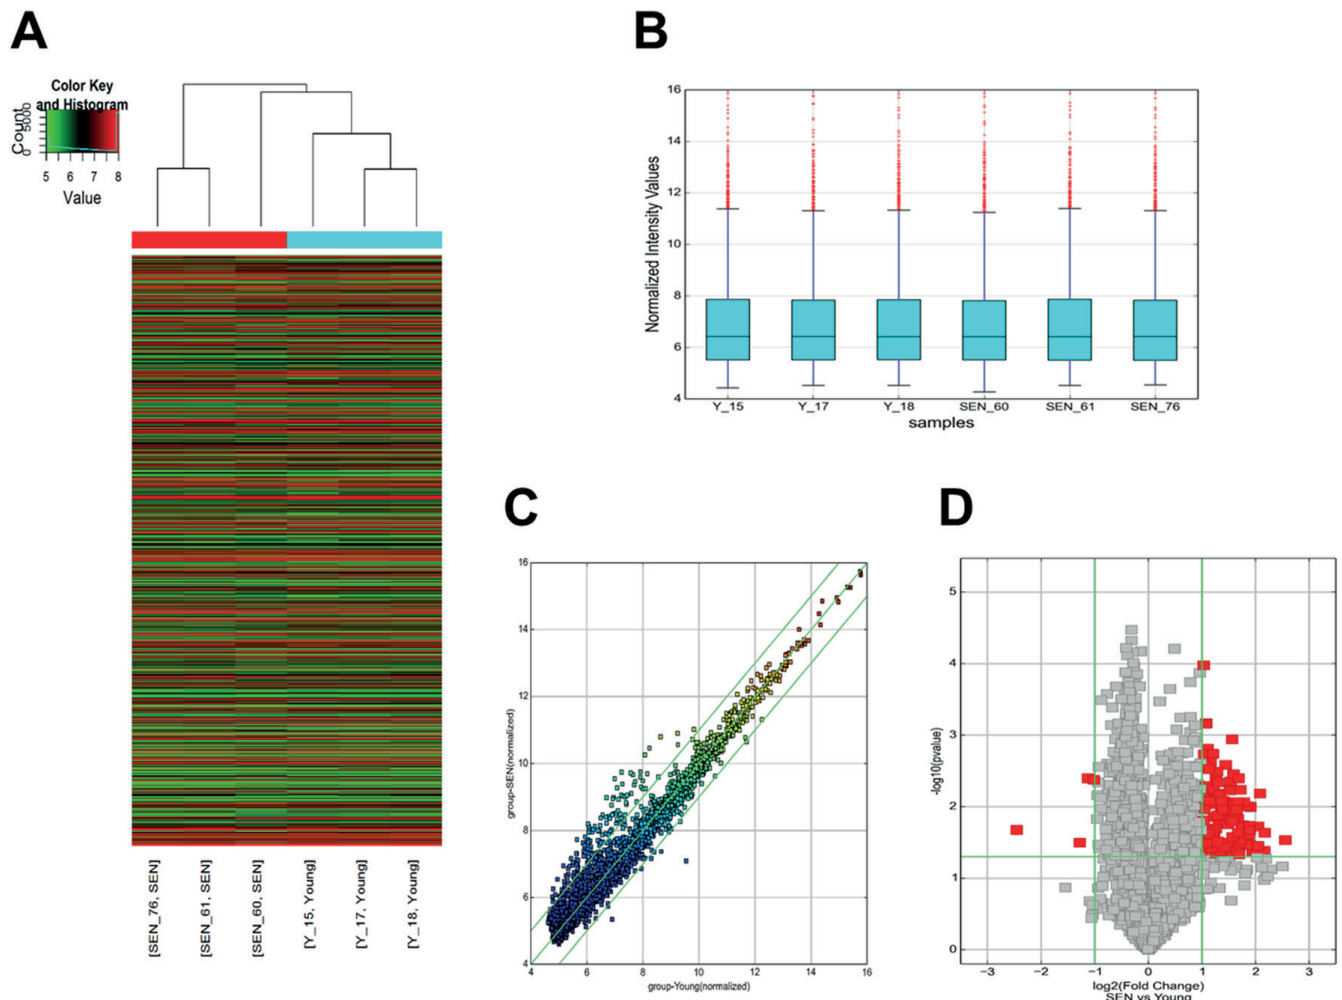 A
Color Key
and Histogram
Count
0 5000
5 6 7 8
Value
[SEN_76, SEN]
[SEN_61, SEN]
[SEN_60, SEN]
[Y_15, Young]
[Y_17, Young]
[Y_18, Young]
B
Normalized Intensity Values
16
14
12
10
8
6
4
Y_15 Y_17 Y_18 SEN_60 SEN_61 SEN_76
samples
C
group-SEN(normalized)
16
14
12
10
8
6
4
4 6 8 10 12 14 16
group-Young(normalized)
D
-log10(pvalue)
5
4
3
2
1
0
−3 −2 −1 0 1 2 3
log2(Fold Change)
SEN vs Young